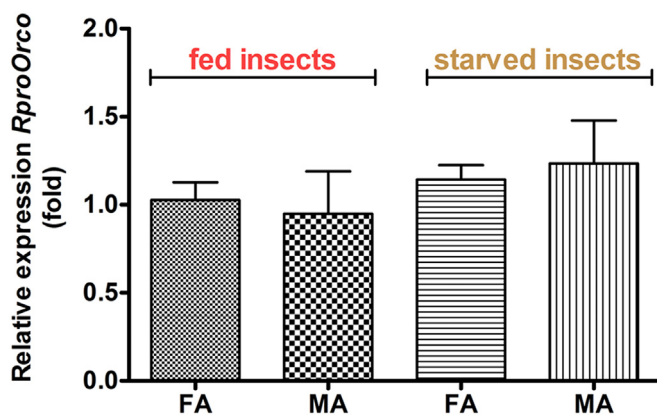 Relative expression RproOrco
(fold)
2.0
1.5
1.0
0.5
0.0
fed insects
starved insects
FA
MA
FA
MA